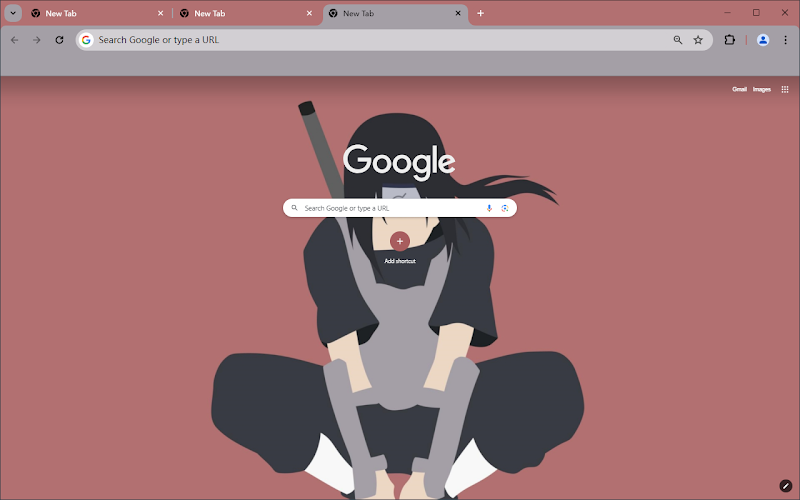 New Tab
New Tab
New Tab
Search Google or type a URL
Gmail Images
Google
Search Google or type a URL
Add shortcut